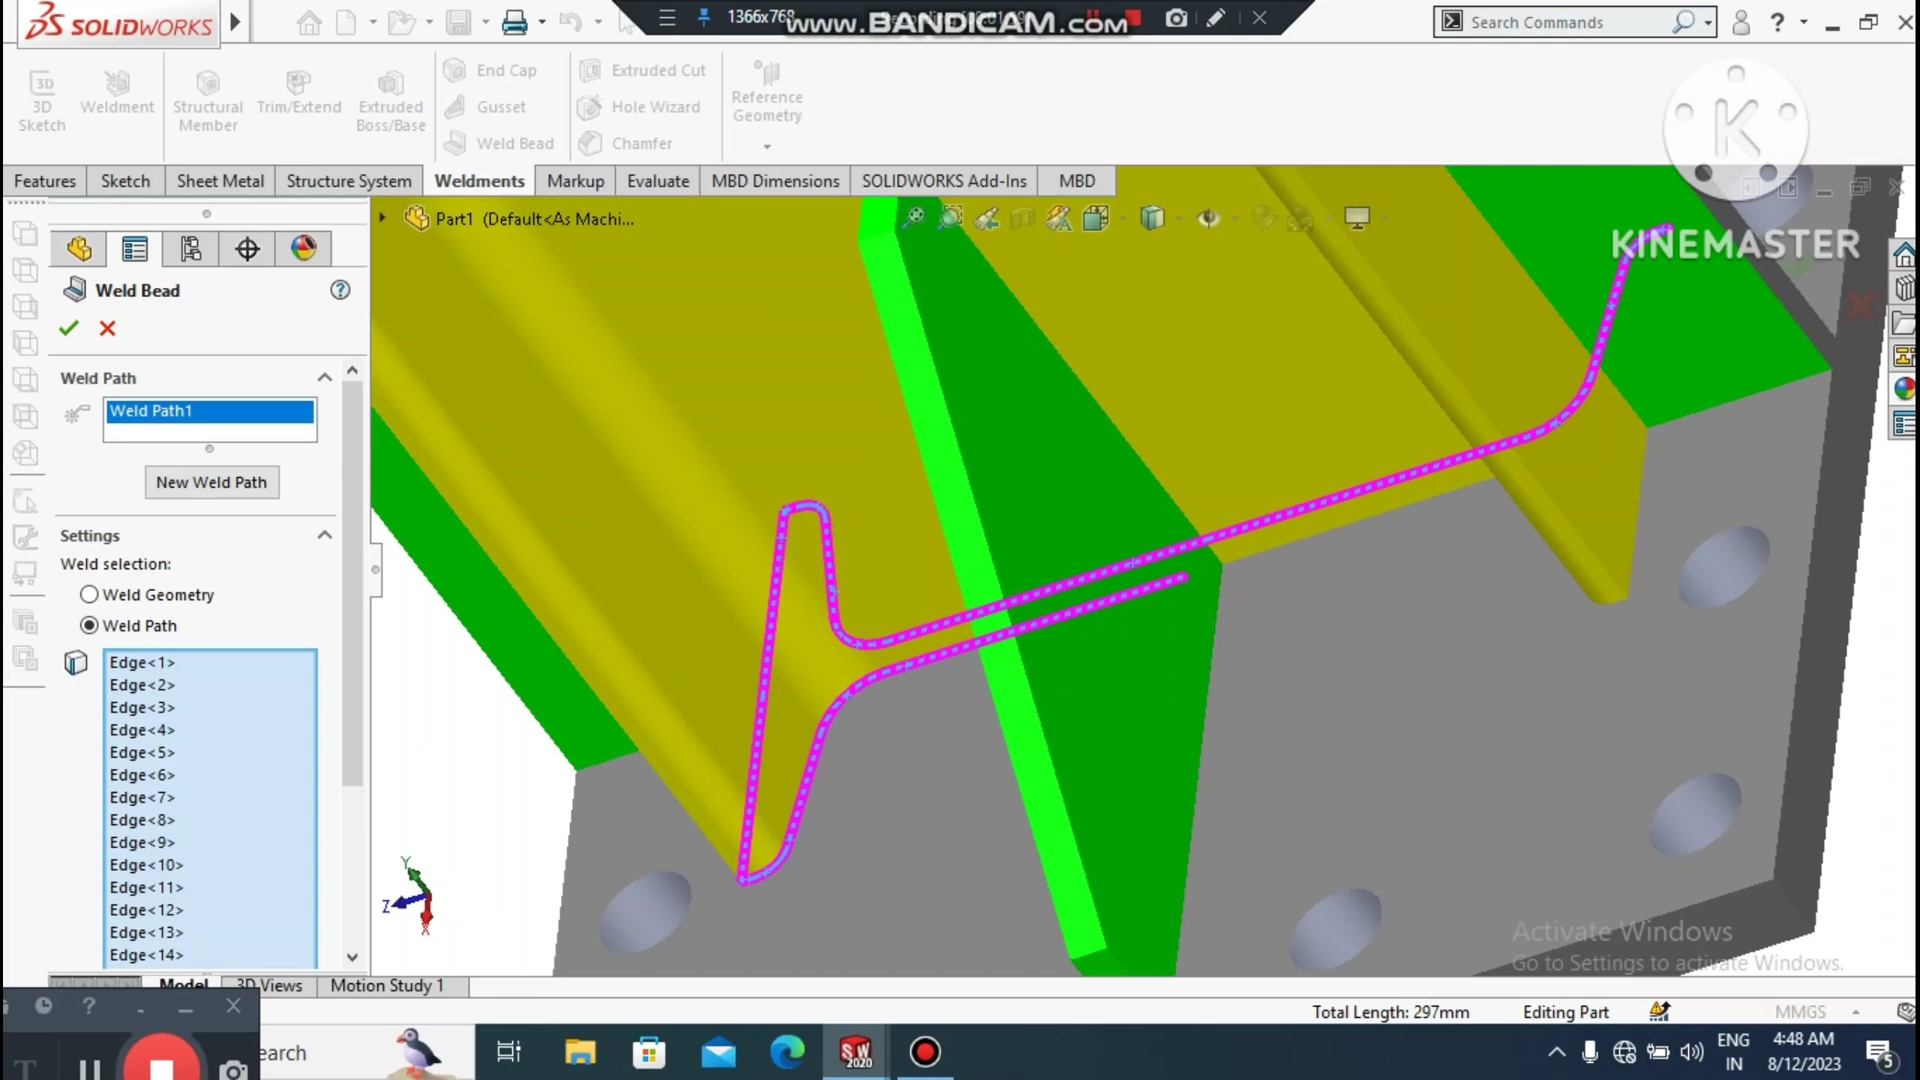 SOLIDWORKS
1366x768
www.BANDICAM.com
Search Commands
?
3D Sketch
Weldment
Structural Member
Trim/Extend
Extruded Boss/Base
End Cap
Gusset
Weld Bead
Extruded Cut
Hole Wizard
Chamfer
Reference Geometry
K
KINEMASTER
Features
Sketch
Sheet Metal
Structure System
Weldments
Markup
Evaluate
MBD Dimensions
SOLIDWORKS Add-Ins
MBD
Part1 (Default<As Machi...
Weld Bead
Weld Path
Weld Path1
New Weld Path
Settings
Weld selection:
Weld Geometry
Weld Path
Edge<1>
Edge<2>
Edge<3>
Edge<4>
Edge<5>
Edge<6>
Edge<7>
Edge<8>
Edge<9>
Edge<10>
Edge<11>
Edge<12>
Edge<13>
Edge<14>
Y
Z
X
Activate Windows
Go to Settings to activate Windows.
Model
3D Views
Motion Study 1
Total Length: 297mm
Editing Part
MMGS
earch
SW
2020
ENG
IN
4:48 AM
8/12/2023
5